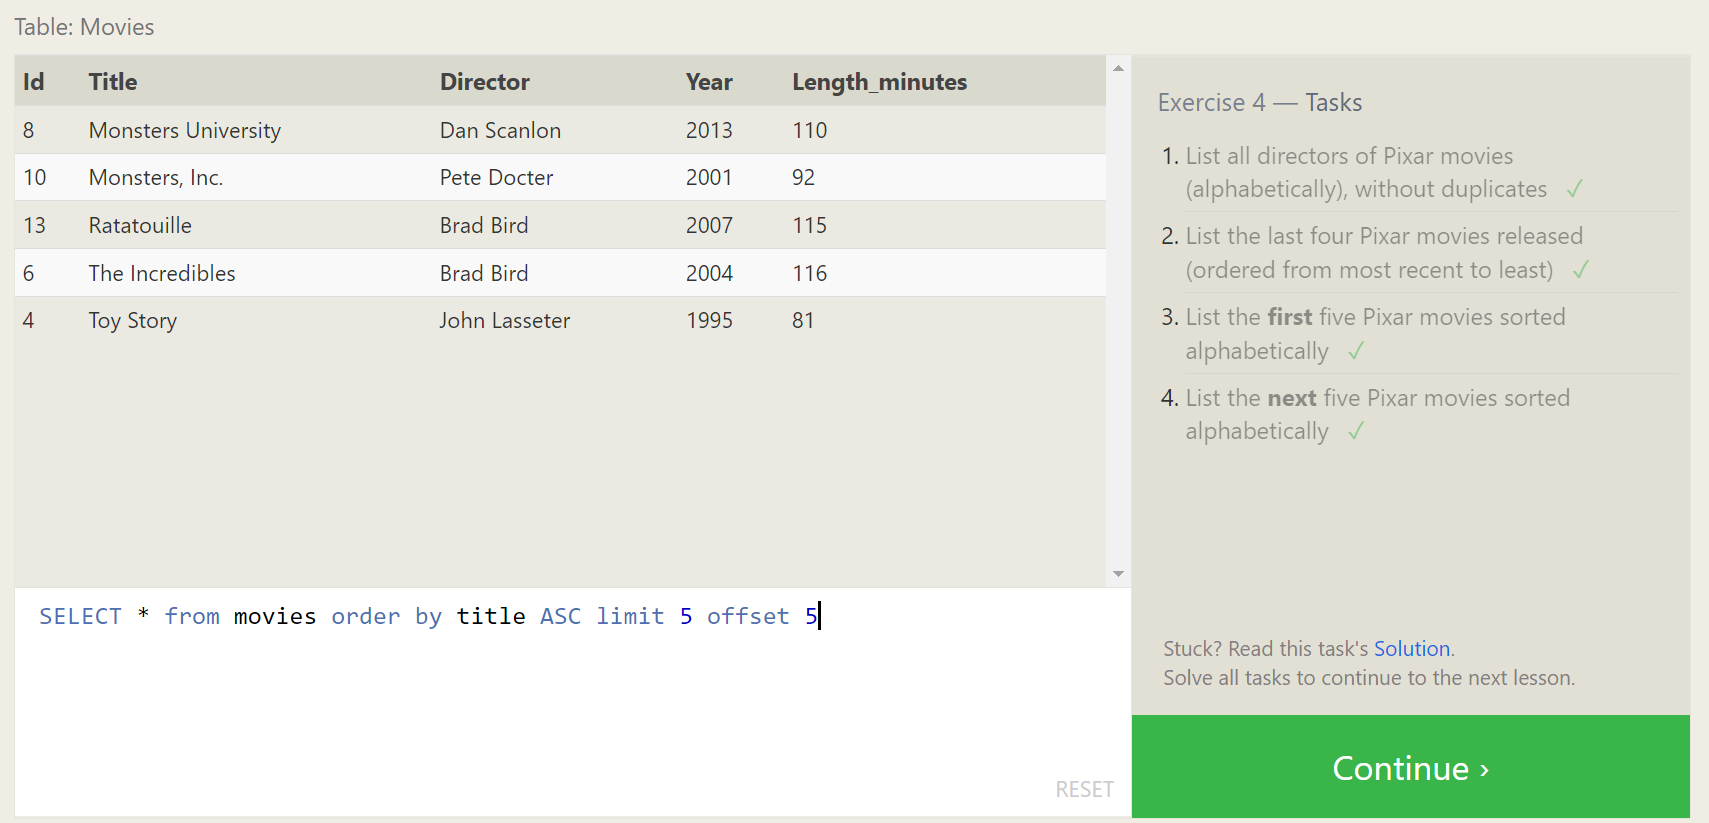 Table: Movies
Id Title Director Year Length_minutes
8 Monsters University Dan Scanlon 2013 110
10 Monsters, Inc. Pete Docter 2001 92
13 Ratatouille Brad Bird 2007 115
6 The Incredibles Brad Bird 2004 116
4 Toy Story John Lasseter 1995 81
SELECT * from movies order by title ASC limit 5 offset 5
RESET
Exercise 4 — Tasks
1. List all directors of Pixar movies
(alphabetically), without duplicates ✓
2. List the last four Pixar movies released
(ordered from most recent to least) ✓
3. List the first five Pixar movies sorted
alphabetically ✓
4. List the next five Pixar movies sorted
alphabetically ✓
Stuck? Read this task's Solution.
Solve all tasks to continue to the next lesson.
Continue ›